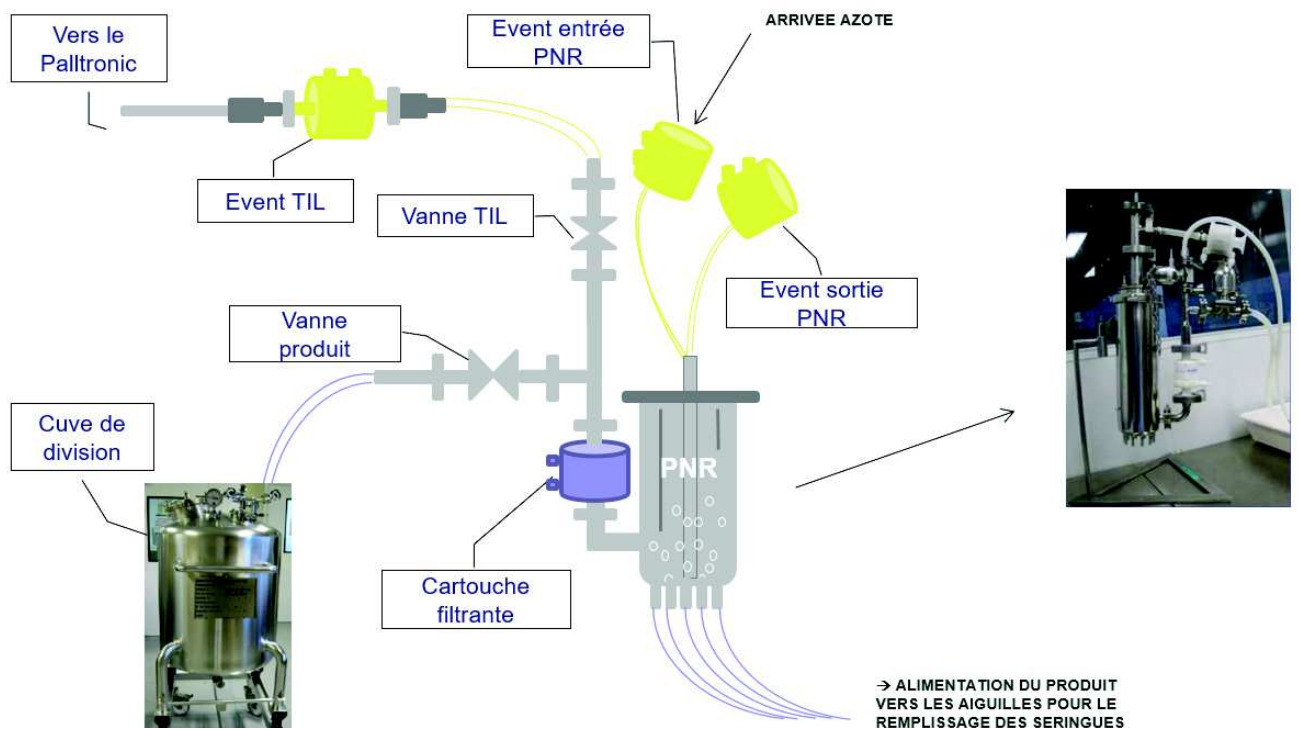 Vers le
Palltronic
Event entrée
PNR
ARRIVEE AZOTE
Event TIL
Vanne TIL
Event sortie
PNR
Vanne
produit
Cuve de
division
PNR
Cartouche
filtrante
→ ALIMENTATION DU PRODUIT
VERS LES AIGUILLES POUR LE
REMPLISSAGE DES SERINGUES